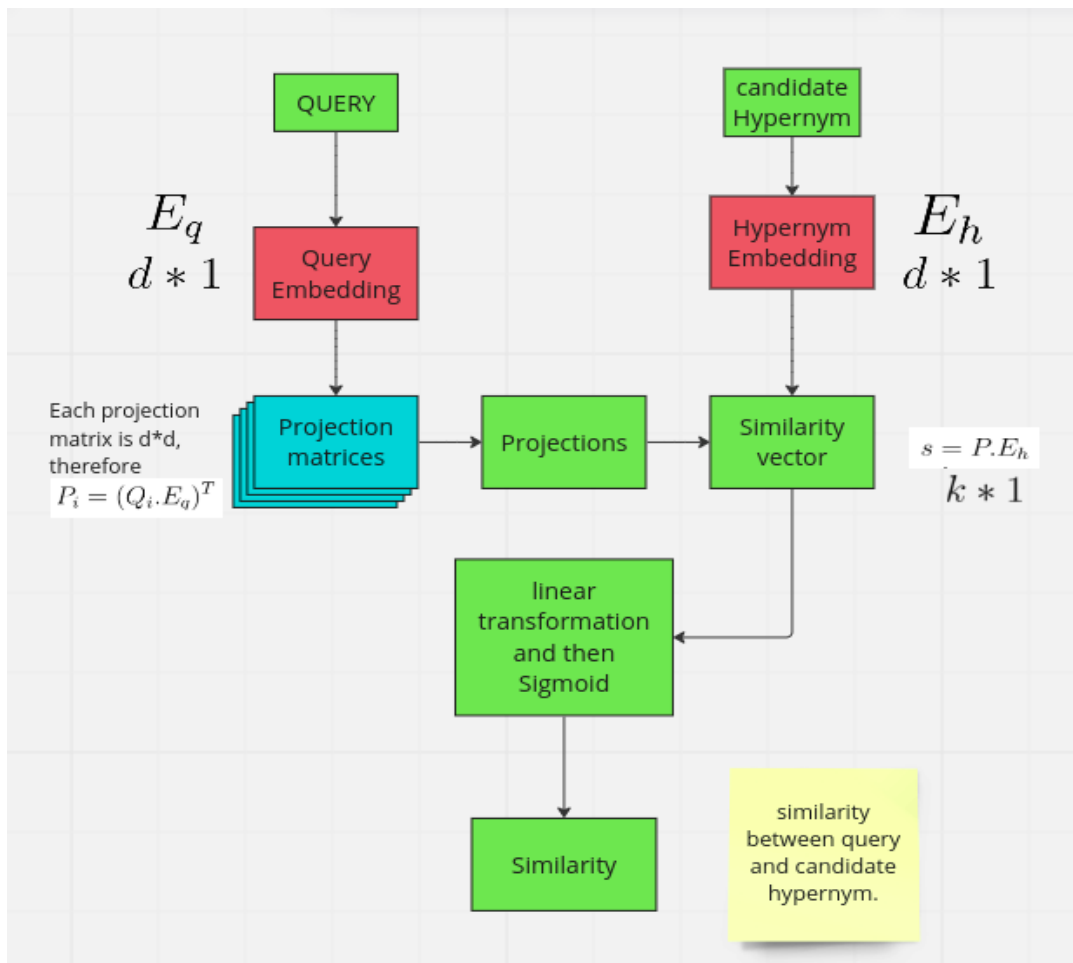 QUERY
candidate
Hypernym
E_q
d * 1
Query
Embedding
Hypernym
Embedding
E_h
d * 1
Each projection
matrix is d*d,
therefore
P_i = (Q_i.E_q)^T
Projection
matrices
Projections
Similarity
vector
s = P.E_h
k * 1
linear
transformation
and then
Sigmoid
Similarity
similarity
between query
and candidate
hypernym.